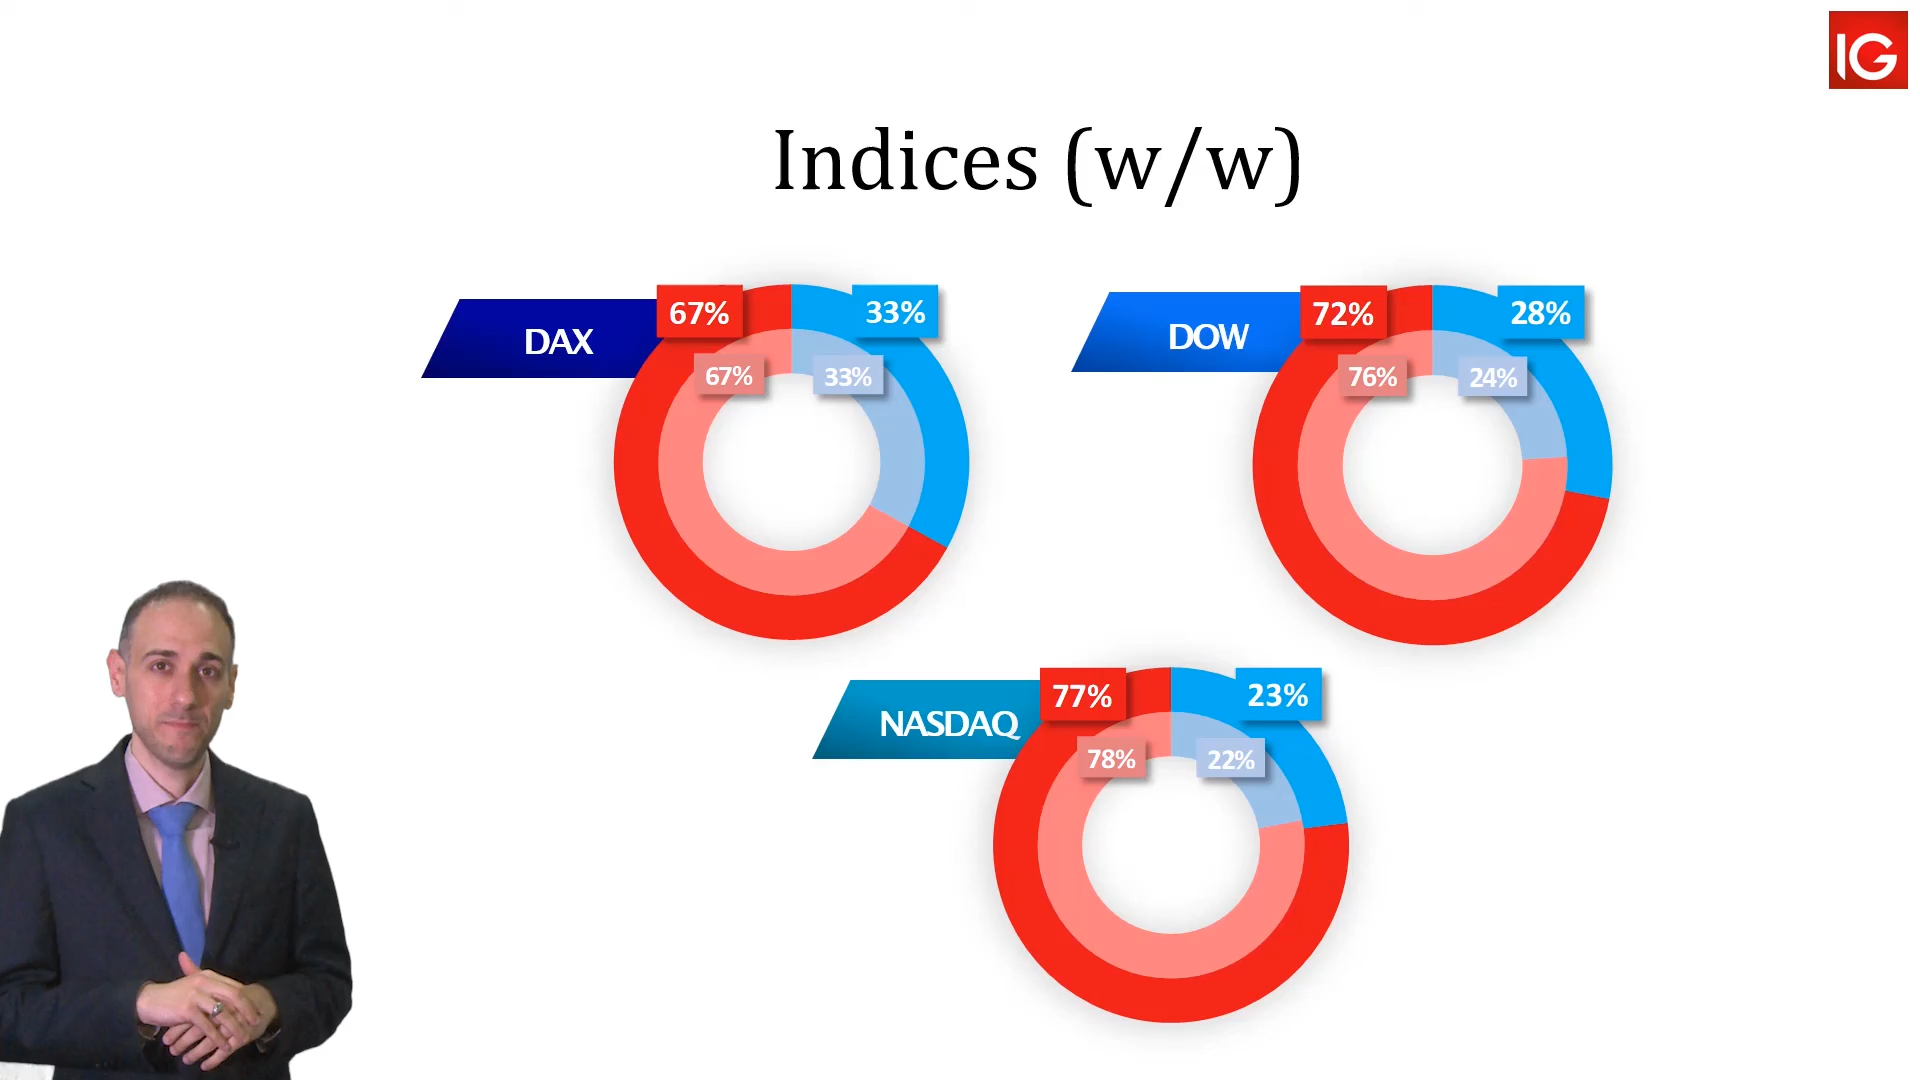 IG
Indices (w/w)
DAX
67%
33%
67%
33%
DOW
72%
28%
76%
24%
NASDAQ
77%
23%
78%
22%